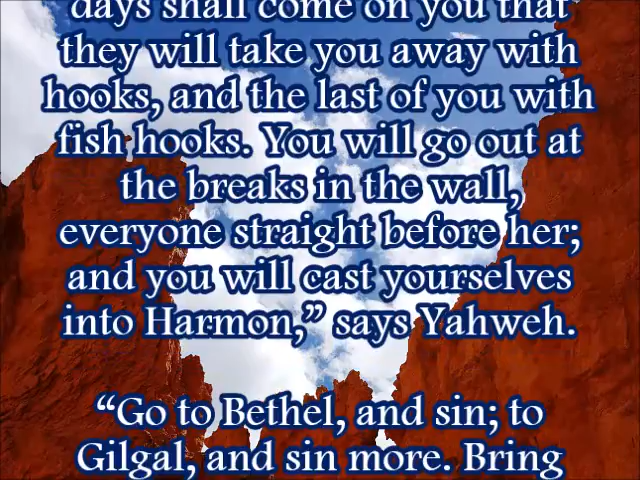 days shall come on you that
they will take you away with
hooks, and the last of you with
fish hooks. You will go out at
the breaks in the wall,
everyone straight before her;
and you will cast yourselves
into Harmon,” says Yahweh.
“Go to Bethel, and sin; to
Gilgal, and sin more. Bring